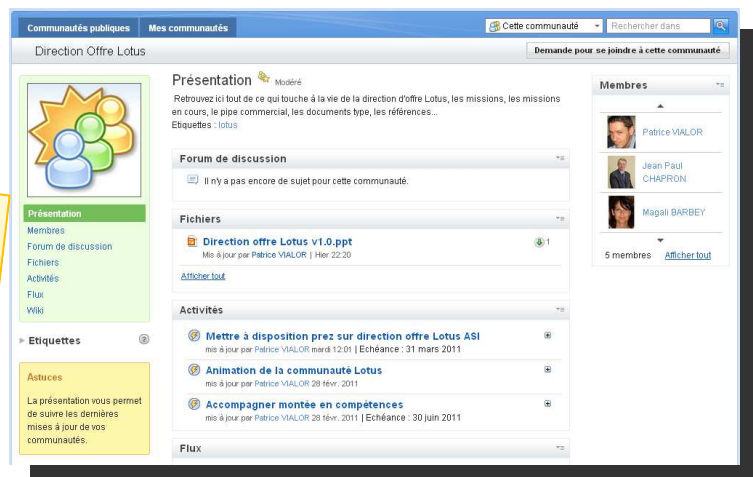 Communautés publiques Mes communautés Cette communauté Rechercher dans
Direction Offre Lotus Demande pour se joindre à cette communauté
Présentation Modéré
Retrouvez ici tout de ce qui touche à la vie de la direction d'offre Lotus, les missions, les missions
en cours, le pipe commercial, les documents type, les références...
Etiquettes : lotus
Forum de discussion
Il n'y a pas encore de sujet pour cette communauté.
Fichiers
Direction offre Lotus v1.0.ppt 1
Mis à jour par Patrice VIALOR | Hier 22:20
Afficher tout
Activités
Mettre à disposition prez sur direction offre Lotus ASI
mis à jour par Patrice VIALOR mardi 12:01 | Echéance : 31 mars 2011
Animation de la communauté Lotus
mis à jour par Patrice VIALOR 28 févr. 2011
Accompagner montée en compétences
mis à jour par Patrice VIALOR 28 févr. 2011 | Echéance : 30 juin 2011
Flux
Présentation
Membres
Forum de discussion
Fichiers
Activités
Flux
Wiki
Etiquettes ?
Astuces
La présentation vous permet
de suivre les dernières
mises à jour de vos
communautés.
Membres
Patrice VIALOR
Jean Paul
CHAPRON
Magali BARBEY
5 membres Afficher tout